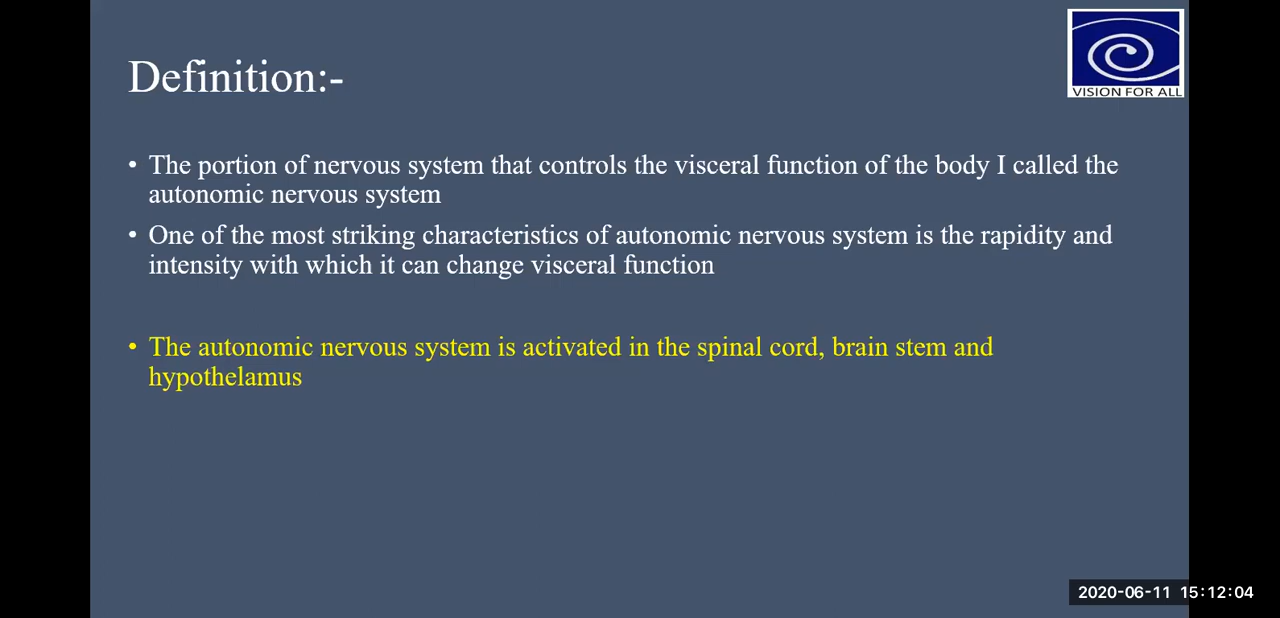 Definition:-
VISION FOR ALL
• The portion of nervous system that controls the visceral function of the body I called the
autonomic nervous system
• One of the most striking characteristics of autonomic nervous system is the rapidity and
intensity with which it can change visceral function
• The autonomic nervous system is activated in the spinal cord, brain stem and
hypothelamus
2020-06-11 15:12:04